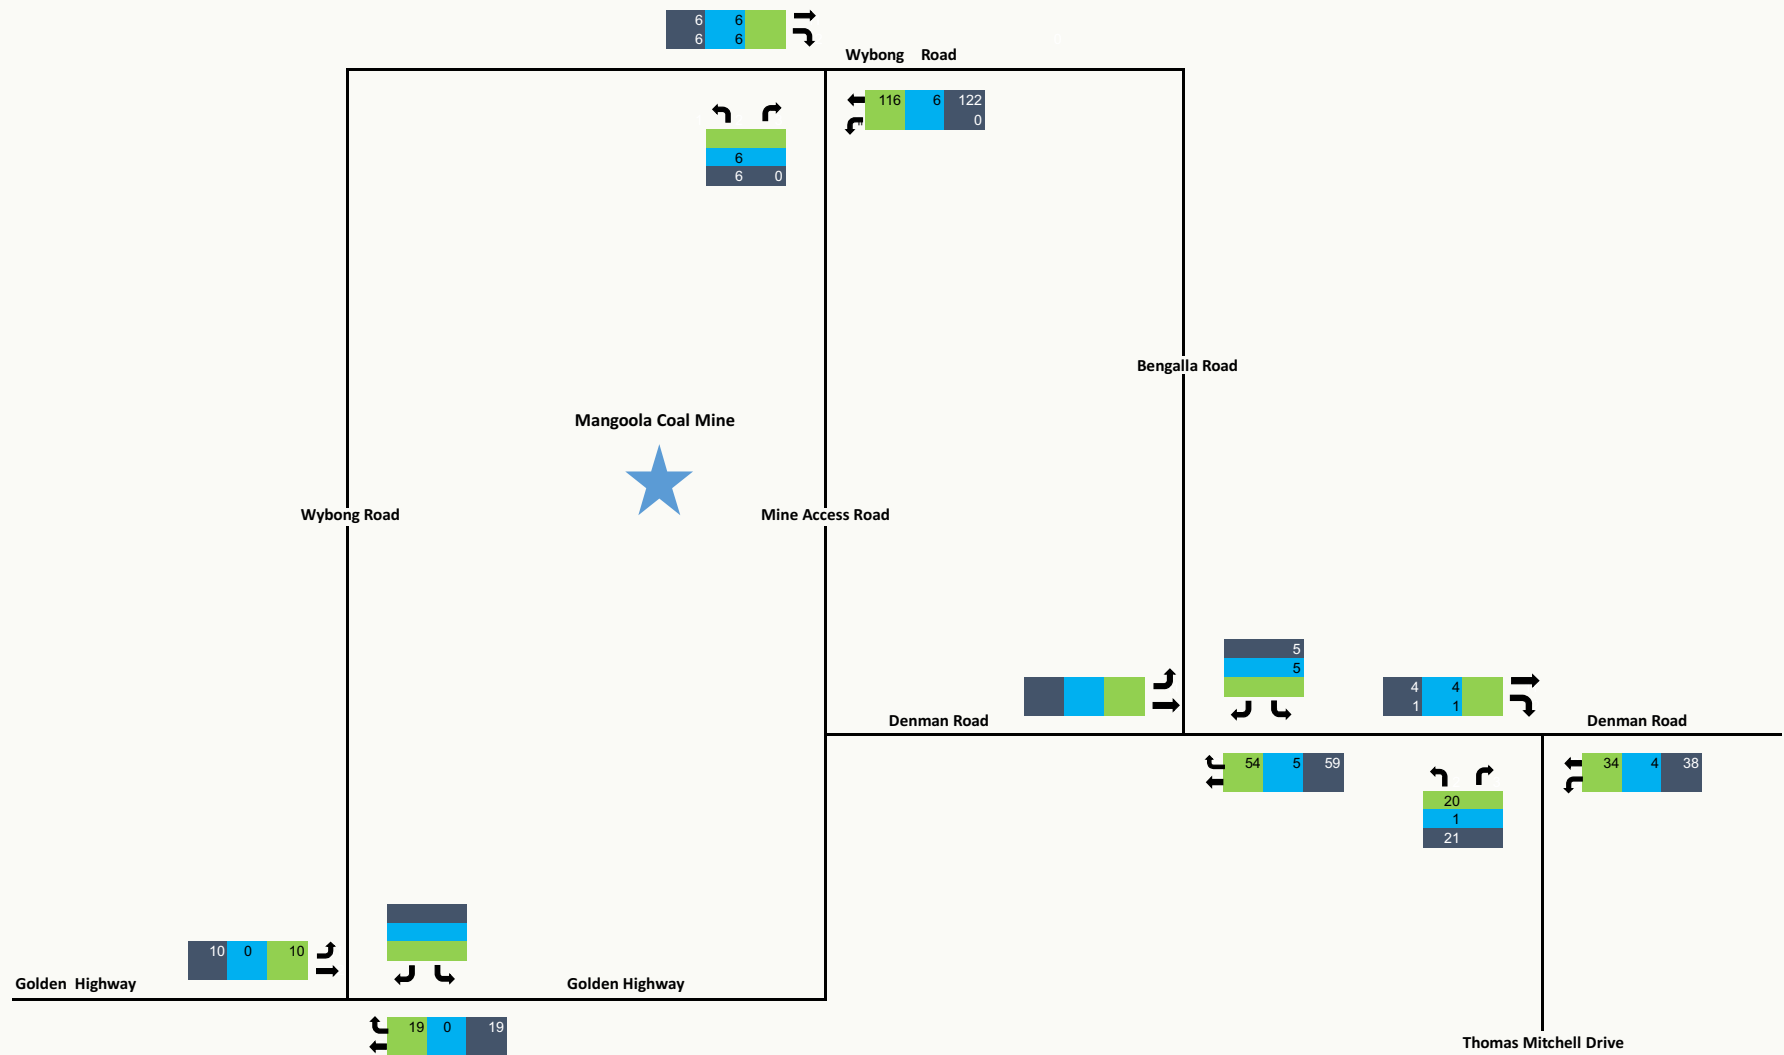 6 6
6 6
Wybong Road
116 6 122
0
6
6 0
Bengalla Road
Mangoola Coal Mine
Wybong Road
Mine Access Road
5
5
4 4
1 1
Denman Road
Denman Road
54 5 59
34 4 38
20
1
21
10 0 10
Golden Highway
Golden Highway
19 0 19
Thomas Mitchell Drive